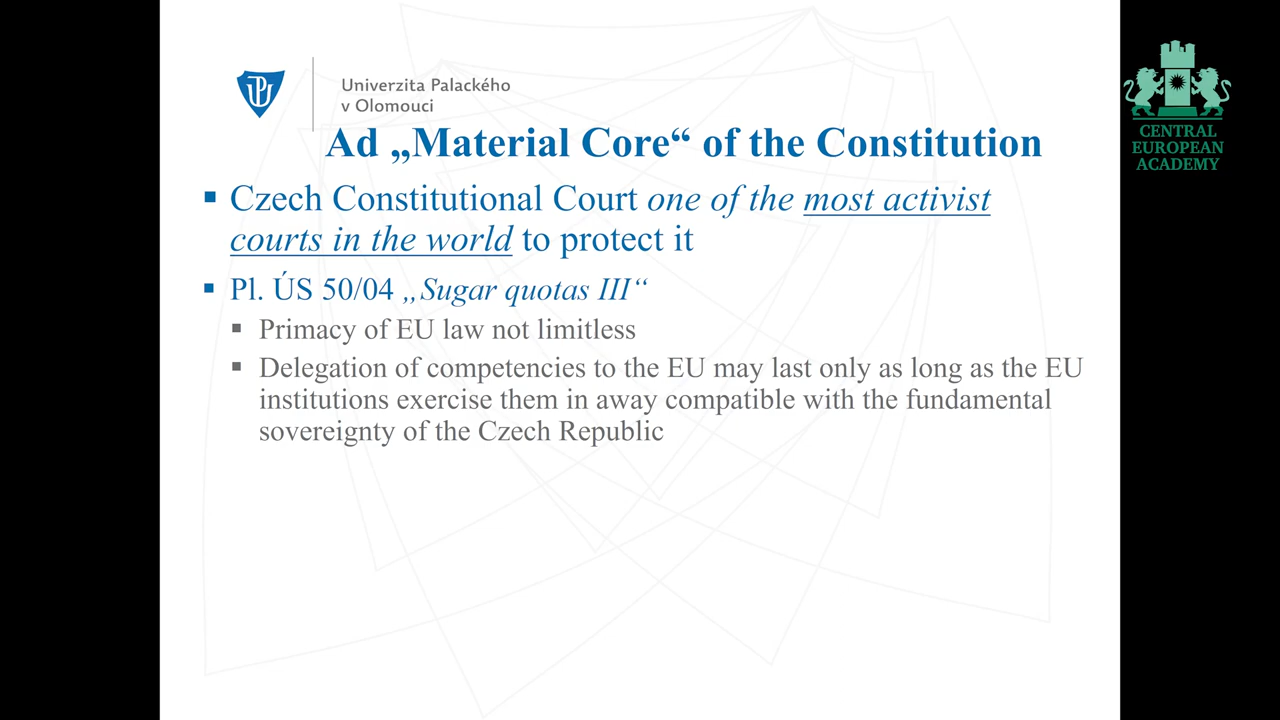 Univerzita Palackého
v Olomouci
Ad „Material Core“ of the Constitution
▪ Czech Constitutional Court one of the most activist
courts in the world to protect it
▪ Pl. ÚS 50/04 „Sugar quotas III“
▪ Primacy of EU law not limitless
▪ Delegation of competencies to the EU may last only as long as the EU
institutions exercise them in away compatible with the fundamental
sovereignty of the Czech Republic
CENTRAL
EUROPEAN
ACADEMY